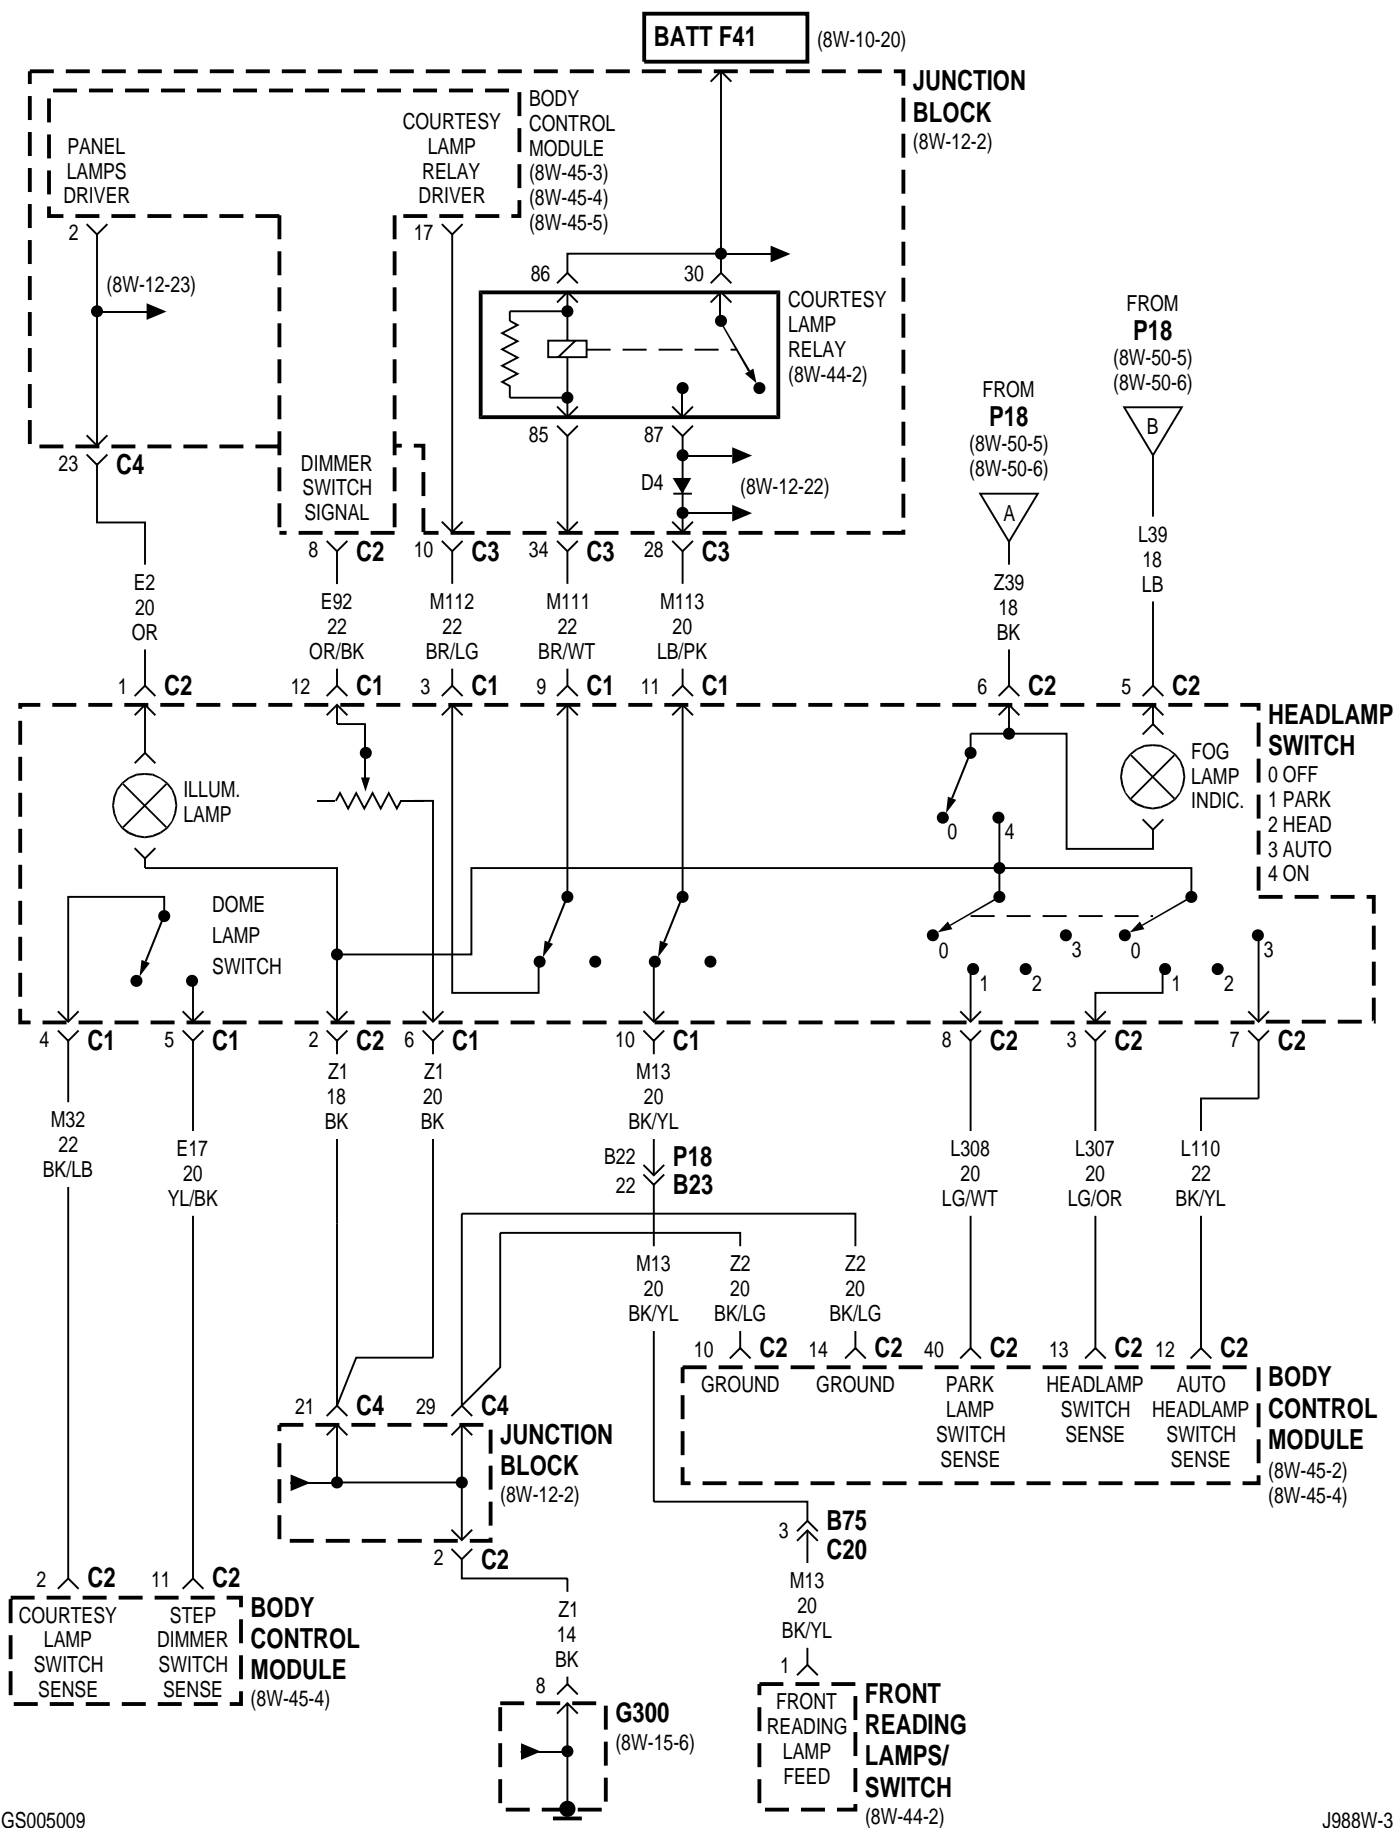 BATT F41
(8W-10-20)
JUNCTION
BLOCK
(8W-12-2)
BODY
CONTROL
MODULE
(8W-45-3)
(8W-45-4)
(8W-45-5)
PANEL
LAMPS
DRIVER
COURTESY
LAMP
RELAY
DRIVER
2
17
(8W-12-23)
86
30
COURTESY
LAMP
RELAY
(8W-44-2)
85
87
D4
(8W-12-22)
FROM
P18
(8W-50-5)
(8W-50-6)
A
FROM
P18
(8W-50-5)
(8W-50-6)
B
23
C4
DIMMER
SWITCH
SIGNAL
8
C2
10
C3
34
C3
28
C3
E2
20
OR
E92
22
OR/BK
M112
22
BR/LG
M111
22
BR/WT
M113
20
LB/PK
Z39
18
BK
L39
18
LB
1
C2
12
C1
3
C1
9
C1
11
C1
6
C2
5
C2
HEADLAMP
SWITCH
0 OFF
1 PARK
2 HEAD
3 AUTO
4 ON
ILLUM.
LAMP
FOG
LAMP
INDIC.
0
4
DOME
LAMP
SWITCH
0
1
2
3
0
1
2
3
4
C1
5
C1
2
C2
6
C1
10
C1
8
C2
3
C2
7
C2
M32
22
BK/LB
E17
20
YL/BK
Z1
18
BK
Z1
20
BK
M13
20
BK/YL
B22
P18
22
B23
L308
20
LG/WT
L307
20
LG/OR
L110
22
BK/YL
M13
20
BK/YL
Z2
20
BK/LG
Z2
20
BK/LG
10
C2
14
C2
40
C2
13
C2
12
C2
GROUND
GROUND
PARK
LAMP
SWITCH
SENSE
HEADLAMP
SWITCH
SENSE
AUTO
HEADLAMP
SWITCH
SENSE
BODY
CONTROL
MODULE
(8W-45-2)
(8W-45-4)
21
C4
29
C4
JUNCTION
BLOCK
(8W-12-2)
2
C2
3
B75
C20
2
C2
11
C2
COURTESY
LAMP
SWITCH
SENSE
STEP
DIMMER
SWITCH
SENSE
BODY
CONTROL
MODULE
(8W-45-4)
Z1
14
BK
8
G300
(8W-15-6)
M13
20
BK/YL
1
FRONT
READING
LAMP
FEED
FRONT
READING
LAMPS/
SWITCH
(8W-44-2)
GS005009
J988W-3